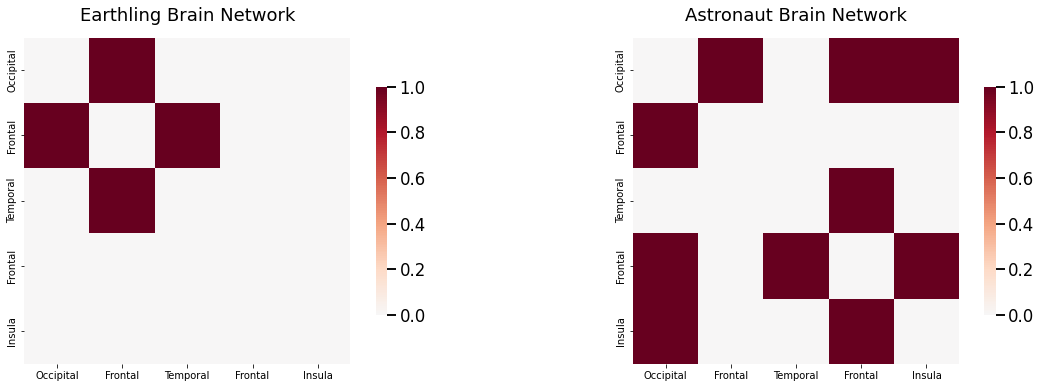 Earthling Brain Network
Astronaut Brain Network
Occipital
Frontal
Temporal
Frontal
Insula
Occipital Frontal Temporal Frontal Insula
1.0
0.8
0.6
0.4
0.2
0.0
Occipital
Frontal
Temporal
Frontal
Insula
Occipital Frontal Temporal Frontal Insula
1.0
0.8
0.6
0.4
0.2
0.0